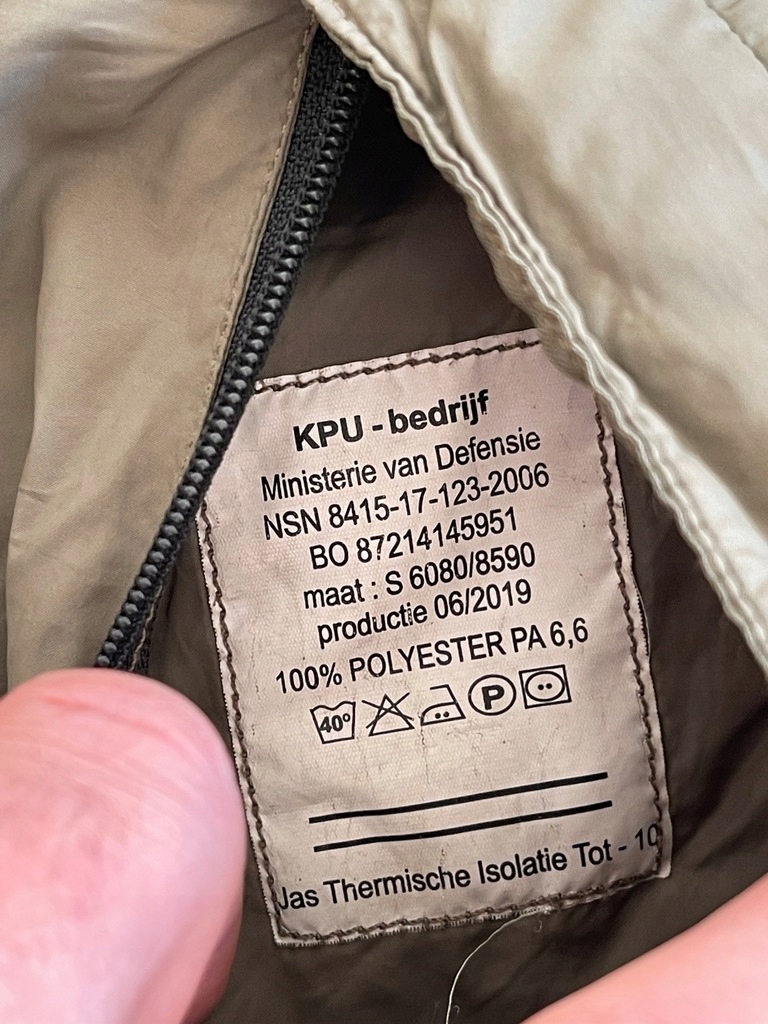 KPU - bedrijf
Ministerie van Defensie
NSN 8415-17-123-2006
BO 87214145951
maat : S 6080/8590
productie 06/2019
100% POLYESTER PA 6,6
40° P
Jas Thermische Isolatie Tot - 10